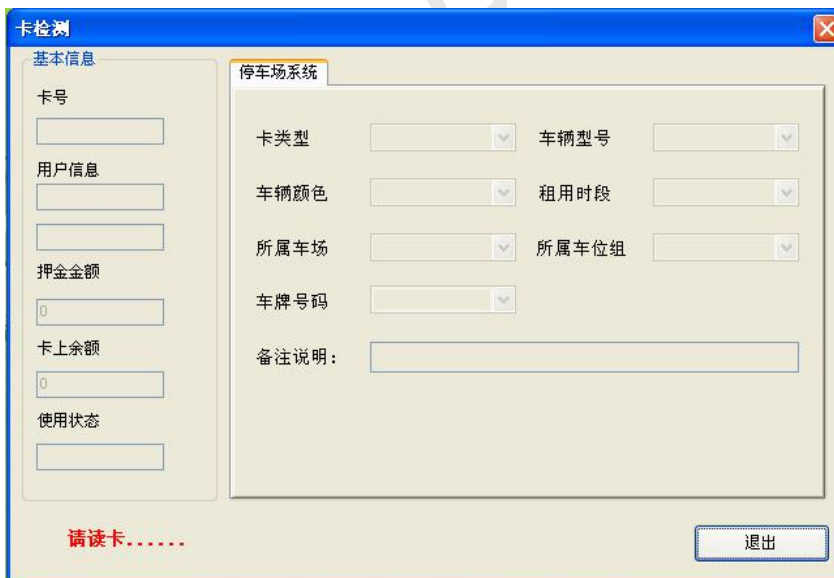 卡检测
基本信息
卡号
用户信息
押金金额
0
卡上余额
0
使用状态
停车场系统
卡类型
车辆型号
车辆颜色
租用时段
所属车场
所属车位组
车牌号码
备注说明:
请读卡......
退出